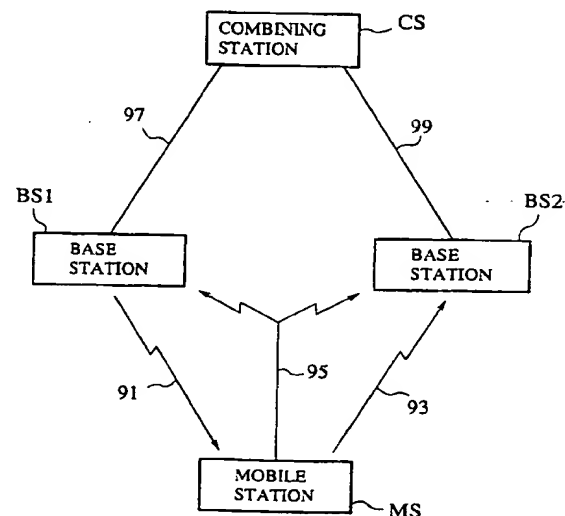 COMBINING
STATION
CS
97
99
BS1
BS2
BASE
STATION
BASE
STATION
91
95
93
MOBILE
STATION
MS